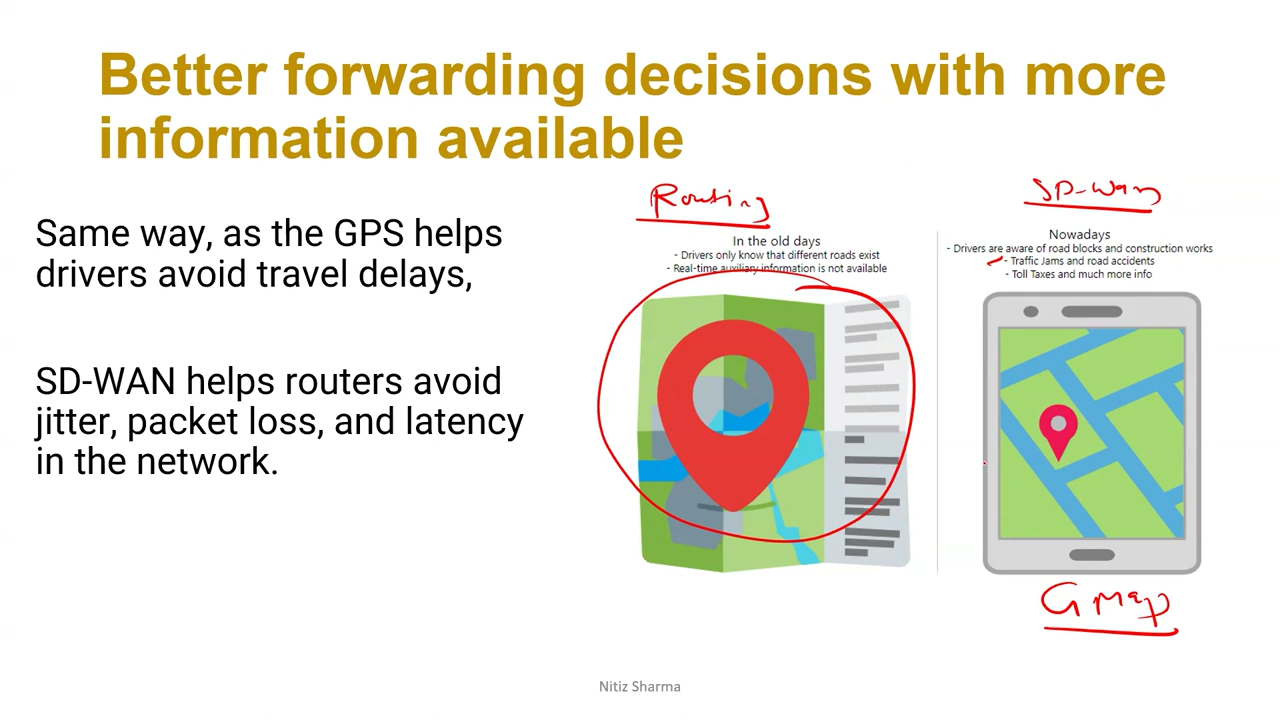 Better forwarding decisions with more
information available
Same way, as the GPS helps
drivers avoid travel delays,
SD-WAN helps routers avoid
jitter, packet loss, and latency
in the network.
Routing
In the old days
- Drivers only know that different roads exist
- Real-time auxiliary information is not available
SD-WAN
Nowadays
- Drivers are aware of road blocks and construction works
- Traffic Jams and road accidents
- Toll Taxes and much more info
G Map
Nitiz Sharma